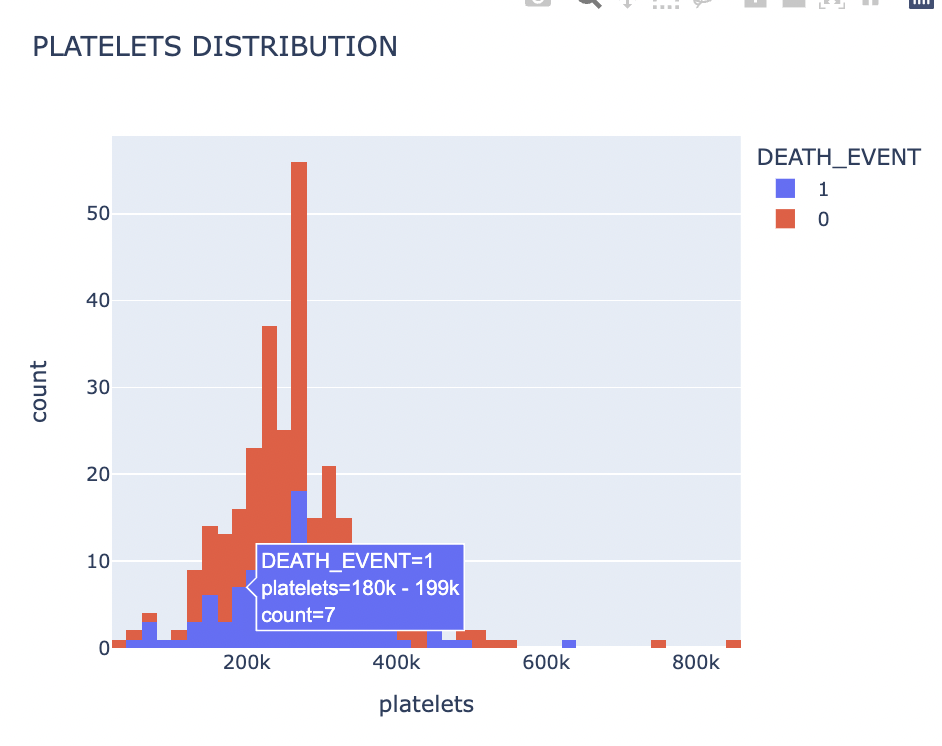 PLATELETS DISTRIBUTION
DEATH_EVENT
1
0
50
40
30
20
10
0
count
DEATH_EVENT=1
platelets=180k - 199k
count=7
200k
400k
600k
800k
platelets